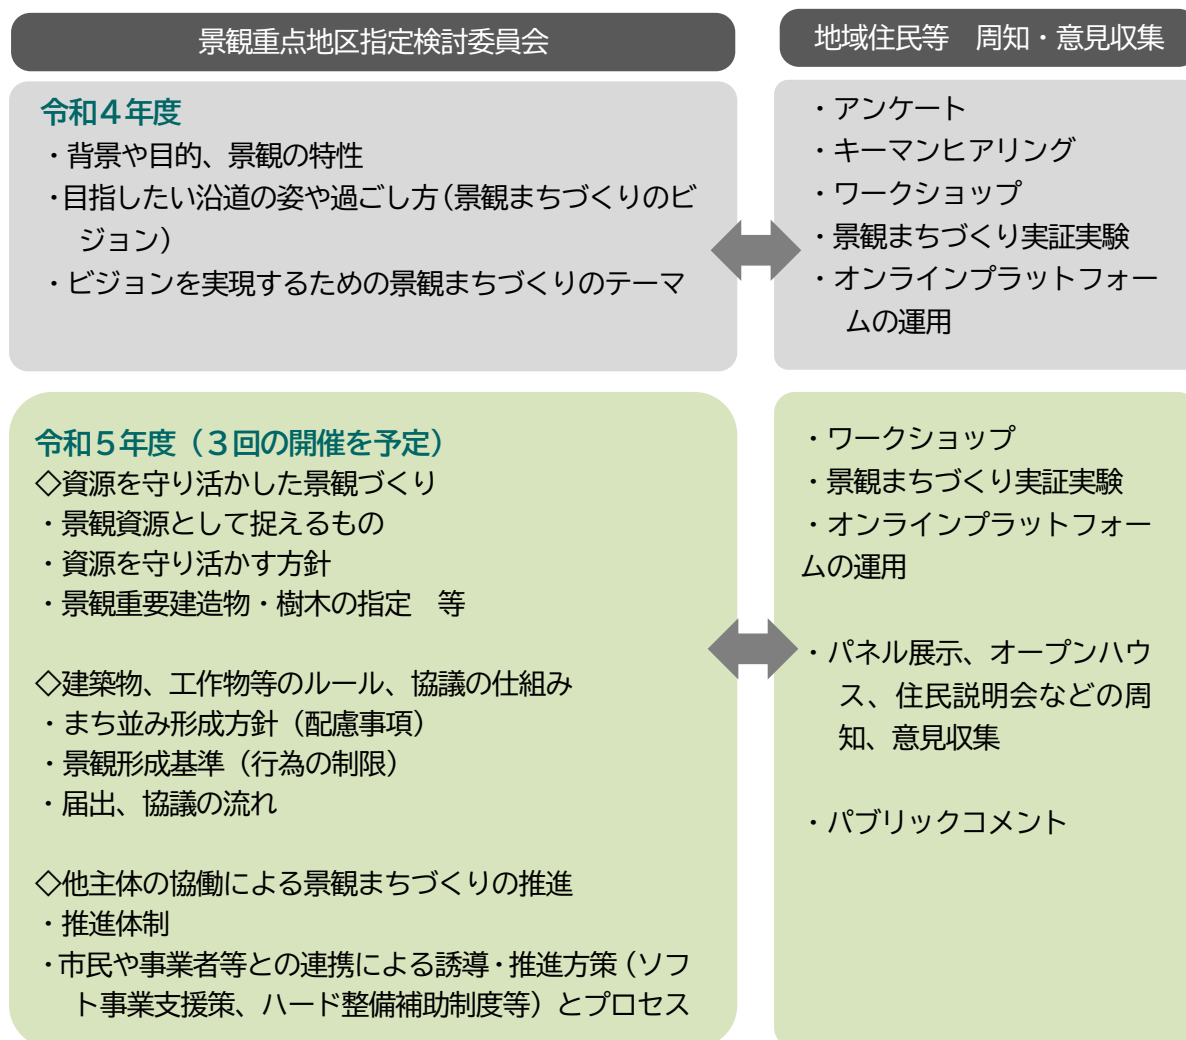 景観重点地区指定検討委員会
令和４年度
・背景や目的、景観の特性
・目指したい沿道の姿や過ごし方（景観まちづくりのビ
ジョン）
・ビジョンを実現するための景観まちづくりのテーマ
地域住民等　周知・意見収集
・アンケート
・キーマンヒアリング
・ワークショップ
・景観まちづくり実証実験
・オンラインプラットフォー
ムの運用
令和５年度（３回の開催を予定）
◇資源を守り活かした景観づくり
・景観資源として捉えるもの
・資源を守り活かす方針
・景観重要建造物・樹木の指定　等
◇建築物、工作物等のルール、協議の仕組み
・まち並み形成方針（配慮事項）
・景観形成基準（行為の制限）
・届出、協議の流れ
◇他主体の協働による景観まちづくりの推進
・推進体制
・市民や事業者等との連携による誘導・推進方策（ソフ
ト事業支援策、ハード整備補助制度等）とプロセス
・ワークショップ
・景観まちづくり実証実験
・オンラインプラットフォー
ムの運用
・パネル展示、オープンハウ
ス、住民説明会などの周
知、意見収集
・パブリックコメント